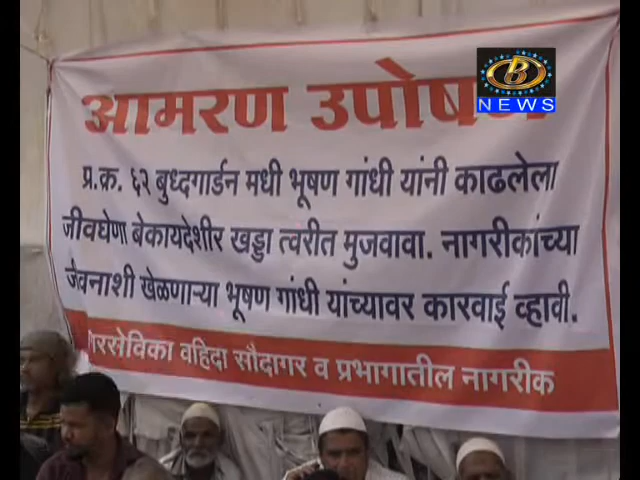 आमरण उपोषण
B
NEWS
प्र.क्र. ६२ बुध्दगार्डन मधी भूषण गांधी यांनी काढलेला
जीवघेणा बेकायदेशीर खड्डा त्वरीत मुजवावा. नागरीकांच्या
जेवनाशी खेळणाऱ्या भूषण गांधी यांच्यावर कारवाई व्हावी.
वहिदा सौदागर व प्रभागातील नागरीक